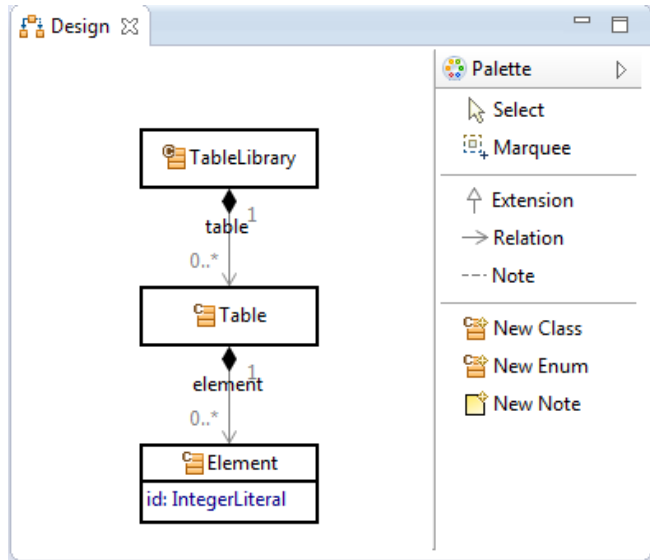 Design
TableLibrary
1
table
0..*
Table
1
element
0..*
Element
id: IntegerLiteral
Palette
Select
Marquee
Extension
Relation
Note
New Class
New Enum
New Note